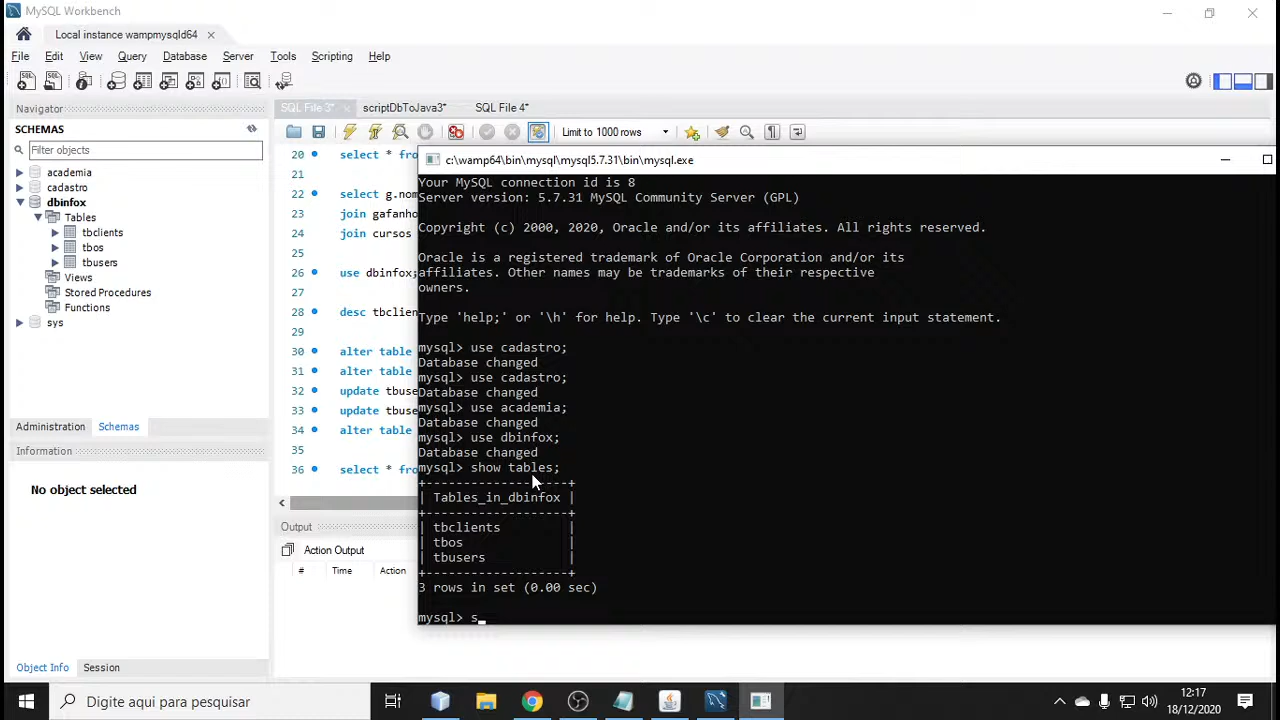 MySQL Workbench
Local instance wampmysqld64
File Edit View Query Database Server Tools Scripting Help
Navigator
SCHEMAS
Filter objects
academia
cadastro
dbinfox
Tables
tbclients
tbos
tbusers
Views
Stored Procedures
Functions
sys
Administration Schemas
Information
No object selected
Object Info Session
SQL File 3* scriptDbToJava3* SQL File 4*
Limit to 1000 rows
20 select * fro
21
22 select g.nom
23 join gafanho
24 join cursos
25
26 use dbinfox;
27
28 desc tbclien
29
30 alter table
31 alter table
32 update tbuse
33 update tbuse
34 alter table
35
36 select * fro
Output
Action Output
# Time Action
c:\wamp64\bin\mysql\mysql5.7.31\bin\mysql.exe
Your MySQL connection id is 8
Server version: 5.7.31 MySQL Community Server (GPL)
Copyright (c) 2000, 2020, Oracle and/or its affiliates. All rights reserved.
Oracle is a registered trademark of Oracle Corporation and/or its
affiliates. Other names may be trademarks of their respective
owners.
Type 'help;' or '\h' for help. Type '\c' to clear the current input statement.
mysql> use cadastro;
Database changed
mysql> use cadastro;
Database changed
mysql> use academia;
Database changed
mysql> use dbinfox;
Database changed
mysql> show tables;
+-------------------+
| Tables_in_dbinfox |
+-------------------+
| tbclients         |
| tbos              |
| tbusers           |
+-------------------+
3 rows in set (0.00 sec)
mysql> s_
Digite aqui para pesquisar
12:17
18/12/2020